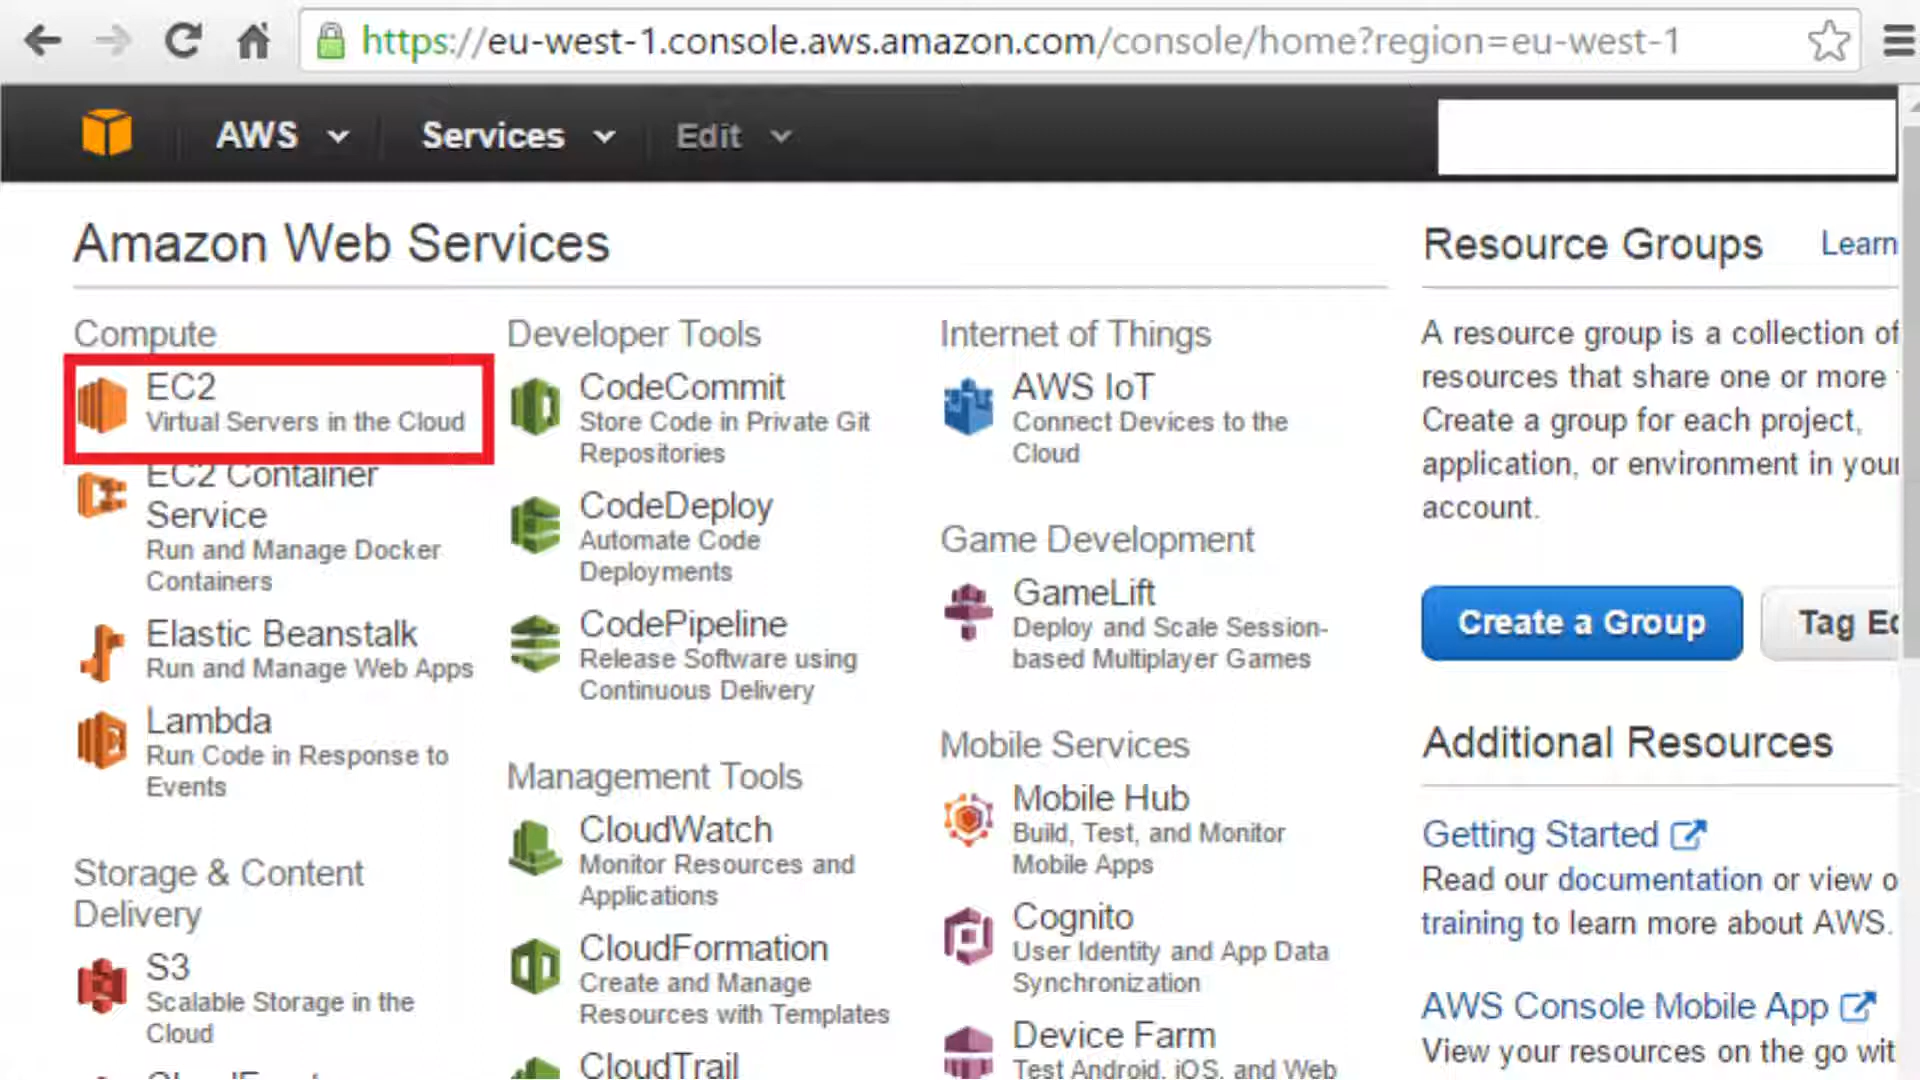 https://eu-west-1.console.aws.amazon.com/console/home?region=eu-west-1
AWS
Services
Edit
Amazon Web Services
Compute
EC2
Virtual Servers in the Cloud
EC2 Container
Service
Run and Manage Docker
Containers
Elastic Beanstalk
Run and Manage Web Apps
Lambda
Run Code in Response to
Events
Storage & Content
Delivery
S3
Scalable Storage in the
Cloud
Developer Tools
CodeCommit
Store Code in Private Git
Repositories
CodeDeploy
Automate Code
Deployments
CodePipeline
Release Software using
Continuous Delivery
Management Tools
CloudWatch
Monitor Resources and
Applications
CloudFormation
Create and Manage
Resources with Templates
CloudTrail
Internet of Things
AWS IoT
Connect Devices to the
Cloud
Game Development
GameLift
Deploy and Scale Session-
based Multiplayer Games
Mobile Services
Mobile Hub
Build, Test, and Monitor
Mobile Apps
Cognito
User Identity and App Data
Synchronization
Device Farm
Test Android, iOS, and Web
Resource Groups
Learn
A resource group is a collection of
resources that share one or more
Create a group for each project,
application, or environment in your
account.
Create a Group
Tag
Additional Resources
Getting Started
Read our documentation or view o
training to learn more about AWS.
AWS Console Mobile App
View your resources on the go wit